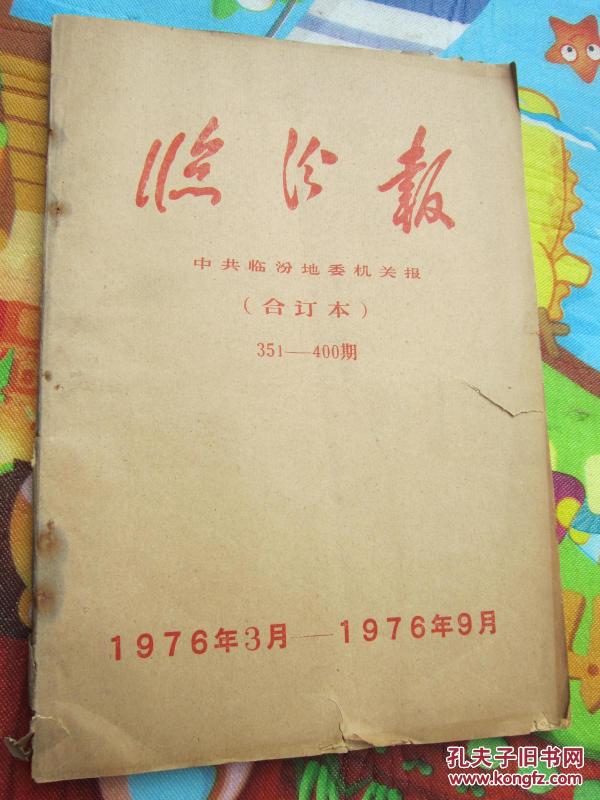 临汾报
中共临汾地委机关报
（合订本）
351——400期
1976年3月——1976年9月
孔夫子旧书网
www.kongfz.com